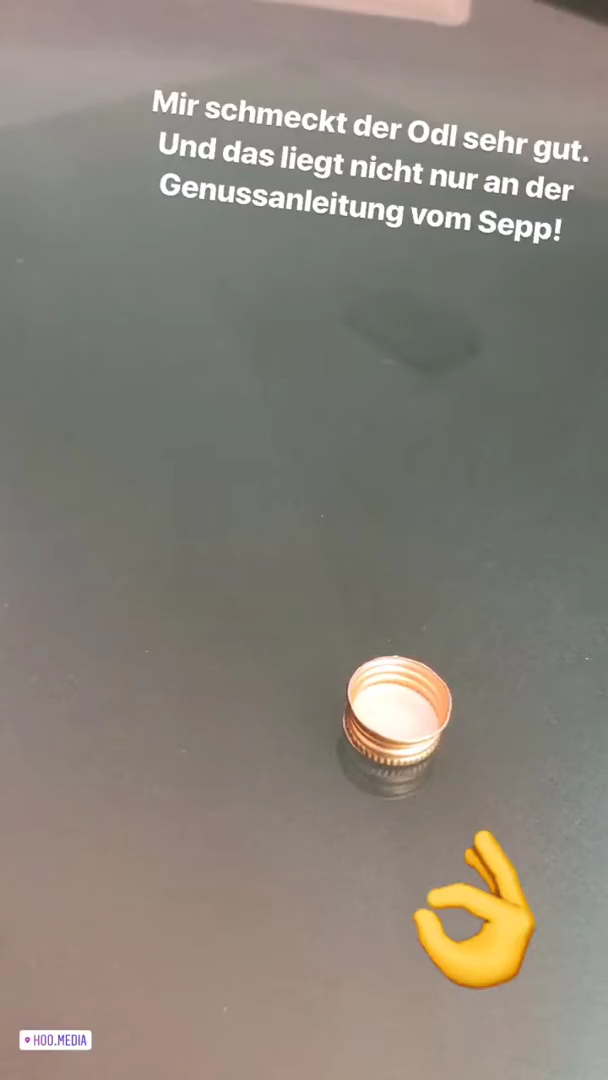 Mir schmeckt der Odl sehr gut.
Und das liegt nicht nur an der
Genussanleitung vom Sepp!
HOO.MEDIA